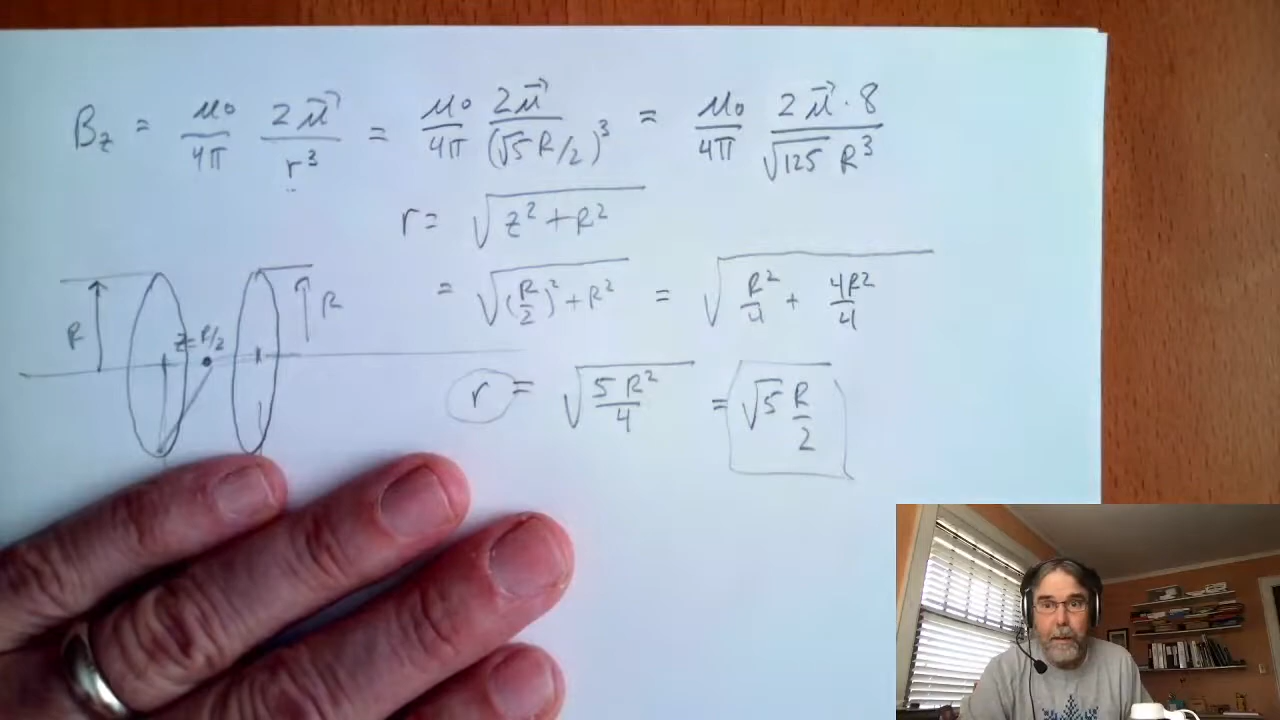 B_z = μ₀/4π 2μ⃗/r³ = μ₀/4π 2μ⃗/(√5 R/2)³ = μ₀/4π 2μ⃗·8/√125 R³
r = √(z² + R²)
= √((R/2)² + R²) = √(R²/4 + 4R²/4)
R
z = R/2
R
r = √(5R²/4) = √5 R/2